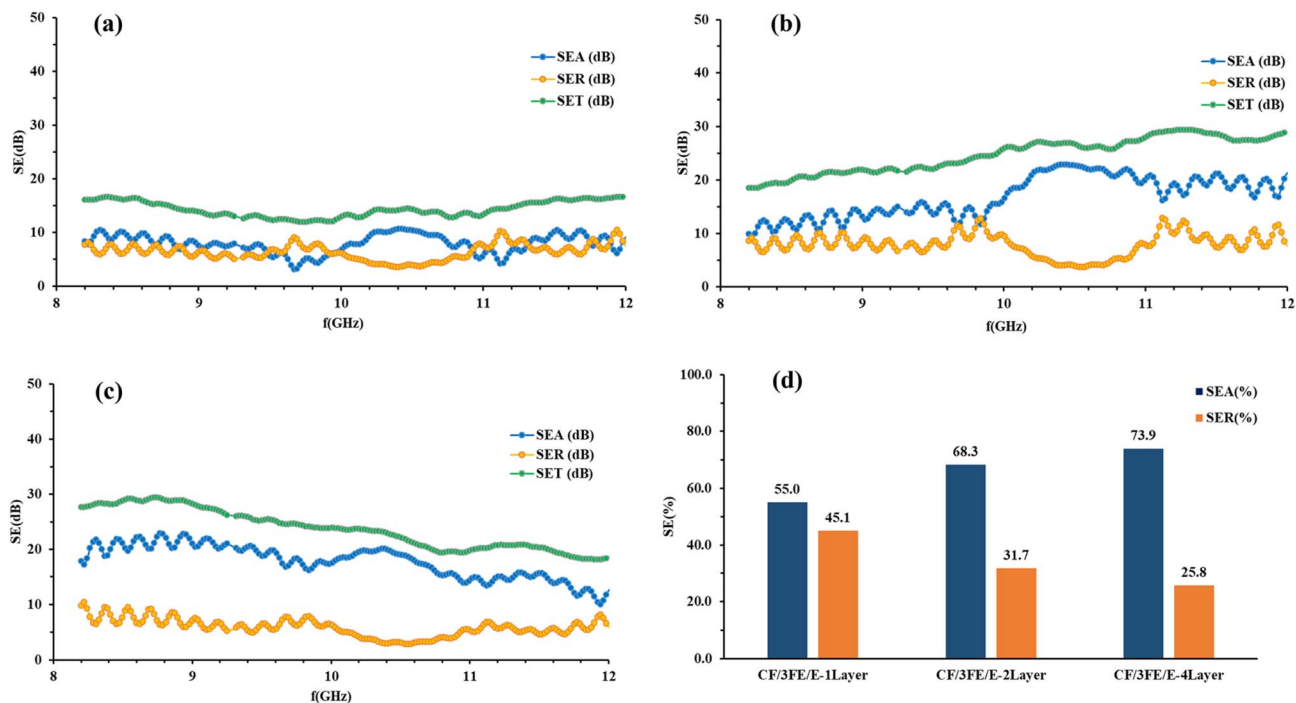 (a)
50
40
30
20
10
0
SE(dB)
SEA (dB)
SER (dB)
SET (dB)
8 9 10 11 12
f(GHz)
(b)
50
40
30
20
10
0
SE(dB)
SEA (dB)
SER (dB)
SET (dB)
8 9 10 11 12
f(GHz)
(c)
50
40
30
20
10
0
SE(dB)
SEA (dB)
SER (dB)
SET (dB)
8 9 10 11 12
f(GHz)
(d)
100.0
80.0
60.0
40.0
20.0
0.0
SE(%)
SEA(%)
SER(%)
55.0
45.1
68.3
31.7
73.9
25.8
CF/3FE/E-1Layer CF/3FE/E-2Layer CF/3FE/E-4Layer